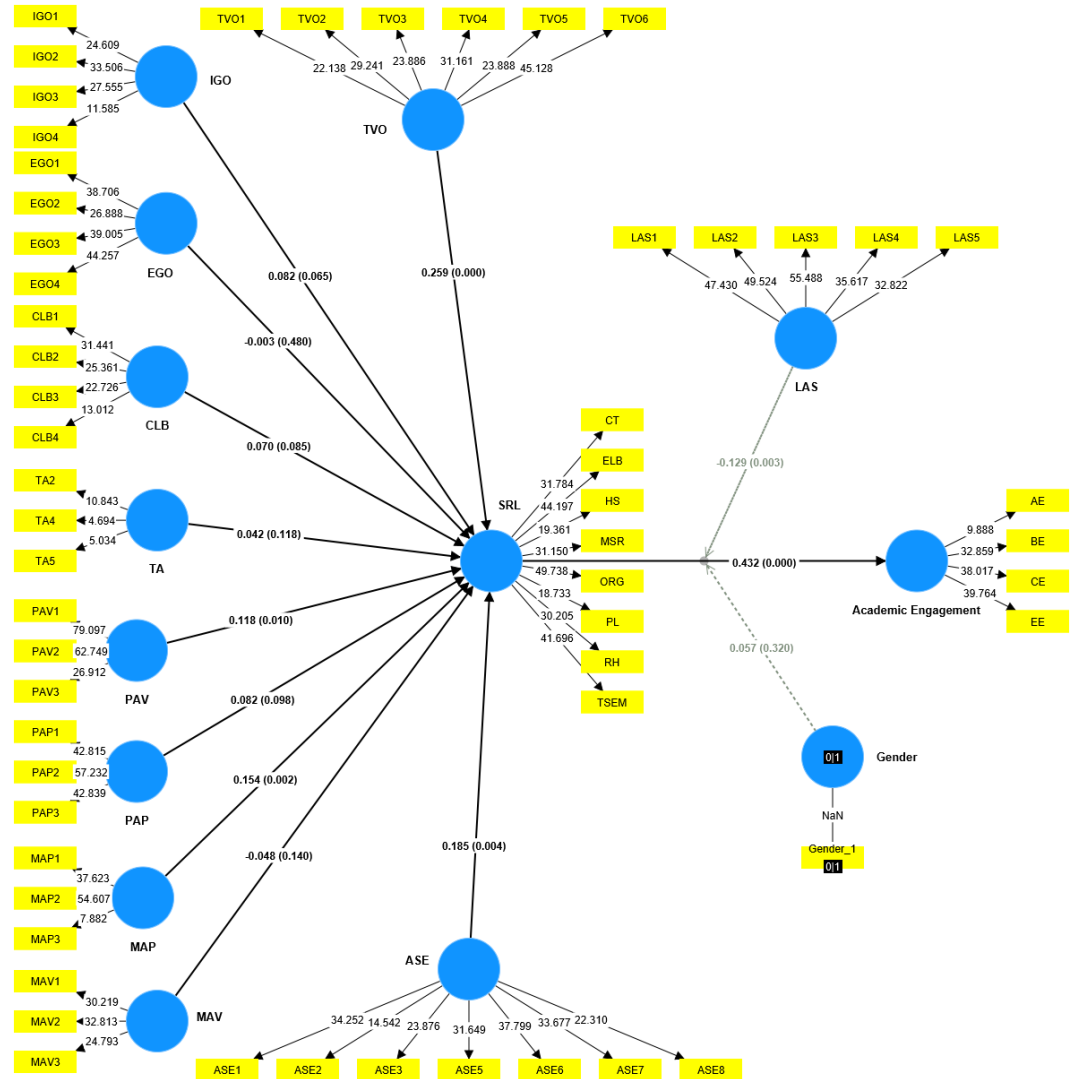 IGO1
IGO2
IGO3
IGO4
24.609
33.506
27.555
11.585
IGO
TVO1
TVO2
TVO3
TVO4
TVO5
TVO6
22.138
29.241
23.886
31.161
23.888
45.128
TVO
EGO1
EGO2
EGO3
EGO4
38.706
26.888
39.005
44.257
EGO
0.082 (0.065)
0.259 (0.000)
-0.003 (0.480)
LAS1
LAS2
LAS3
LAS4
LAS5
47.430
49.524
55.488
35.617
32.822
LAS
CLB1
CLB2
CLB3
CLB4
31.441
25.361
22.726
13.012
CLB
0.070 (0.085)
-0.129 (0.003)
TA2
TA4
TA5
10.843
4.694
5.034
TA
0.042 (0.118)
SRL
CT
ELB
HS
MSR
ORG
PL
RH
TSEM
31.784
44.197
19.361
31.150
49.738
18.733
30.205
41.696
0.432 (0.000)
AE
BE
CE
EE
9.888
32.859
38.017
39.764
Academic Engagement
PAV1
PAV2
PAV3
79.097
62.749
26.912
PAV
0.118 (0.010)
0.057 (0.320)
PAP1
PAP2
PAP3
42.815
57.232
42.839
PAP
0.082 (0.098)
0|1
Gender
NaN
Gender_1
0|1
MAP1
MAP2
MAP3
37.623
54.607
7.882
MAP
0.154 (0.002)
-0.048 (0.140)
0.185 (0.004)
MAV1
MAV2
MAV3
30.219
32.813
24.793
MAV
ASE
34.252
14.542
23.876
31.649
37.799
33.677
22.310
ASE1
ASE2
ASE3
ASE5
ASE6
ASE7
ASE8